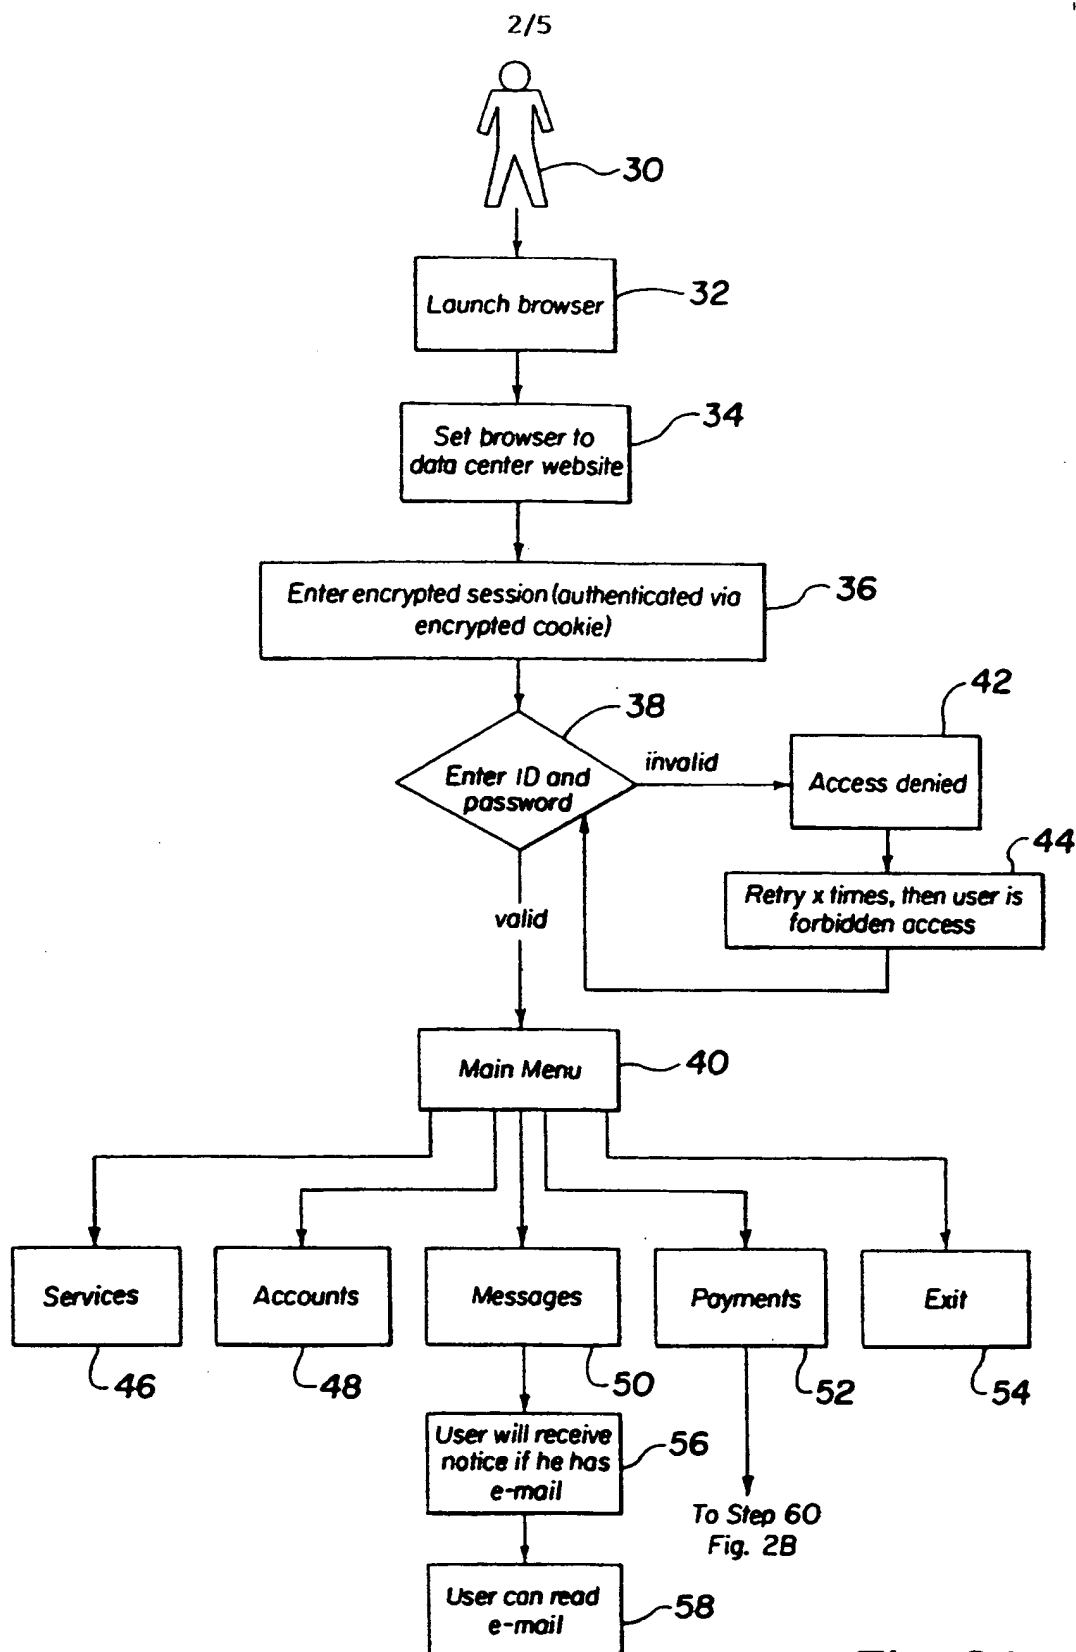 2/5
30
Launch browser
32
Set browser to
data center website
34
Enter encrypted session (authenticated via
encrypted cookie)
36
38
Enter ID and
password
invalid
42
Access denied
44
Retry x times, then user is
forbidden access
valid
Main Menu
40
Services
Accounts
Messages
Payments
Exit
46
48
50
52
54
User will receive
notice if he has
e-mail
56
To Step 60
Fig. 2B
User can read
e-mail
58